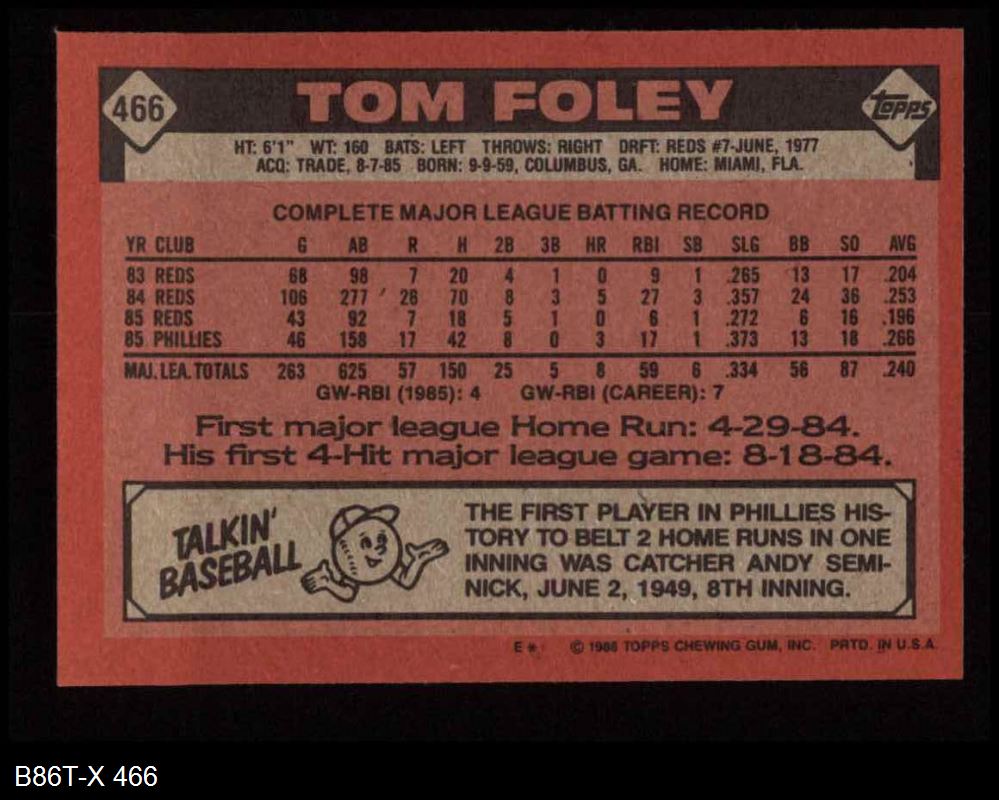 466
TOM FOLEY
Topps
HT: 6'1" WT: 160 BATS: LEFT THROWS: RIGHT DRFT: REDS #7-JUNE, 1977
ACQ: TRADE, 8-7-85 BORN: 9-9-59, COLUMBUS, GA. HOME: MIAMI, FLA.
COMPLETE MAJOR LEAGUE BATTING RECORD
YR CLUB G AB R H 2B 3B HR RBI SB SLG BB SO AVG
83 REDS 68 98 7 20 4 1 0 9 1 .265 13 17 .204
84 REDS 106 277 26 70 8 3 5 27 3 .357 24 36 .253
85 REDS 43 92 7 18 5 1 0 6 1 .272 6 16 .196
85 PHILLIES 46 158 17 42 8 0 3 17 1 .373 13 18 .266
MAJ. LEA. TOTALS 263 625 57 150 25 5 8 59 6 .334 56 87 .240
GW-RBI (1985): 4 GW-RBI (CAREER): 7
First major league Home Run: 4-29-84.
His first 4-Hit major league game: 8-18-84.
TALKIN'
BASEBALL
THE FIRST PLAYER IN PHILLIES HIS-
TORY TO BELT 2 HOME RUNS IN ONE
INNING WAS CATCHER ANDY SEMI-
NICK, JUNE 2, 1949, 8TH INNING.
E* © 1986 TOPPS CHEWING GUM, INC. PRTD. IN U.S.A.
B86T-X 466